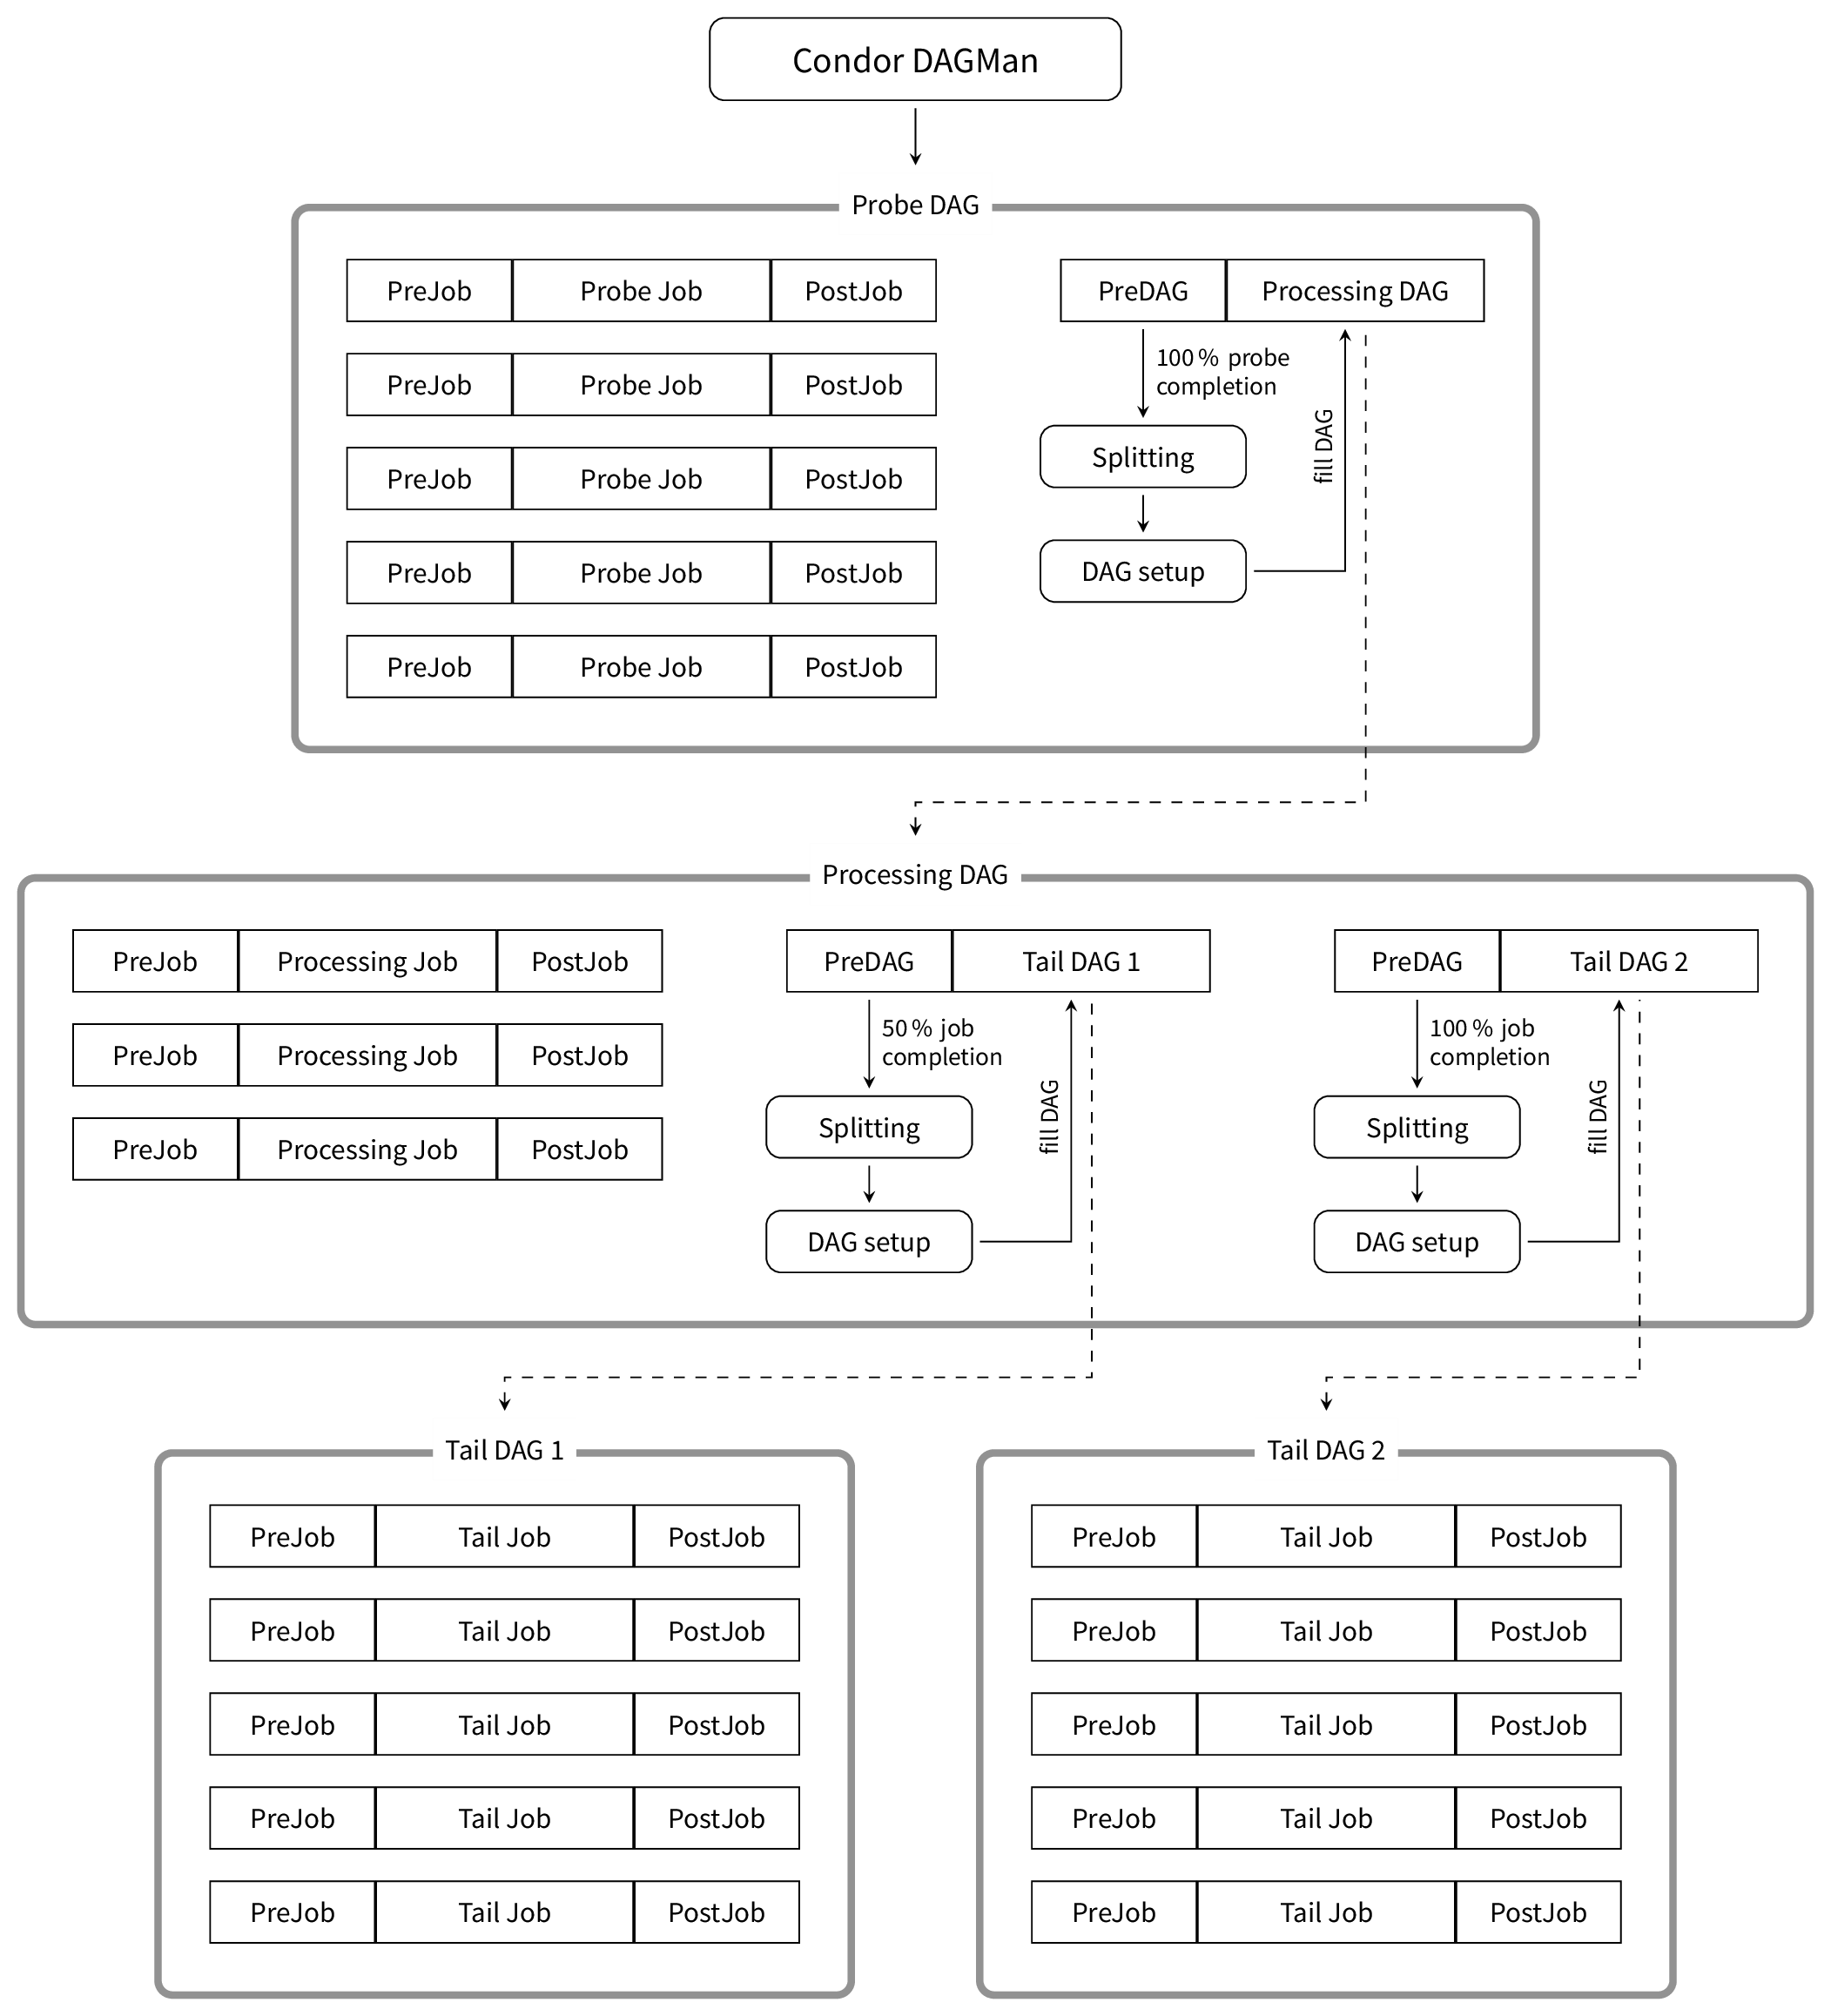 Condor DAGMan
Probe DAG
PreJob Probe Job PostJob
PreJob Probe Job PostJob
PreJob Probe Job PostJob
PreJob Probe Job PostJob
PreJob Probe Job PostJob
PreDAG Processing DAG
100 % probe
completion
Splitting
fill DAG
DAG setup
Processing DAG
PreJob Processing Job PostJob
PreJob Processing Job PostJob
PreJob Processing Job PostJob
PreDAG Tail DAG 1
50 % job
completion
Splitting
fill DAG
DAG setup
PreDAG Tail DAG 2
100 % job
completion
Splitting
fill DAG
DAG setup
Tail DAG 1
PreJob Tail Job PostJob
PreJob Tail Job PostJob
PreJob Tail Job PostJob
PreJob Tail Job PostJob
PreJob Tail Job PostJob
Tail DAG 2
PreJob Tail Job PostJob
PreJob Tail Job PostJob
PreJob Tail Job PostJob
PreJob Tail Job PostJob
PreJob Tail Job PostJob